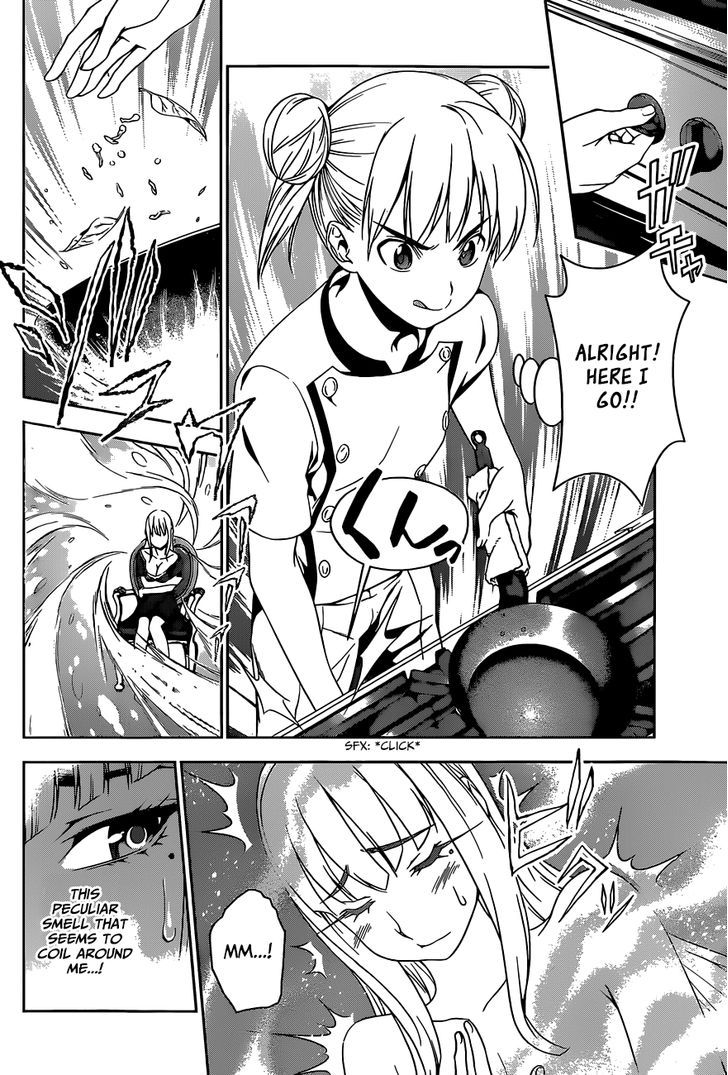 ガ
チャ
ALRIGHT!
HERE I
GO!!
くんっ
SFX: *CLICK*
MM...!
THIS
PECULIAR
SMELL THAT
SEEMS TO
COIL AROUND
ME...!